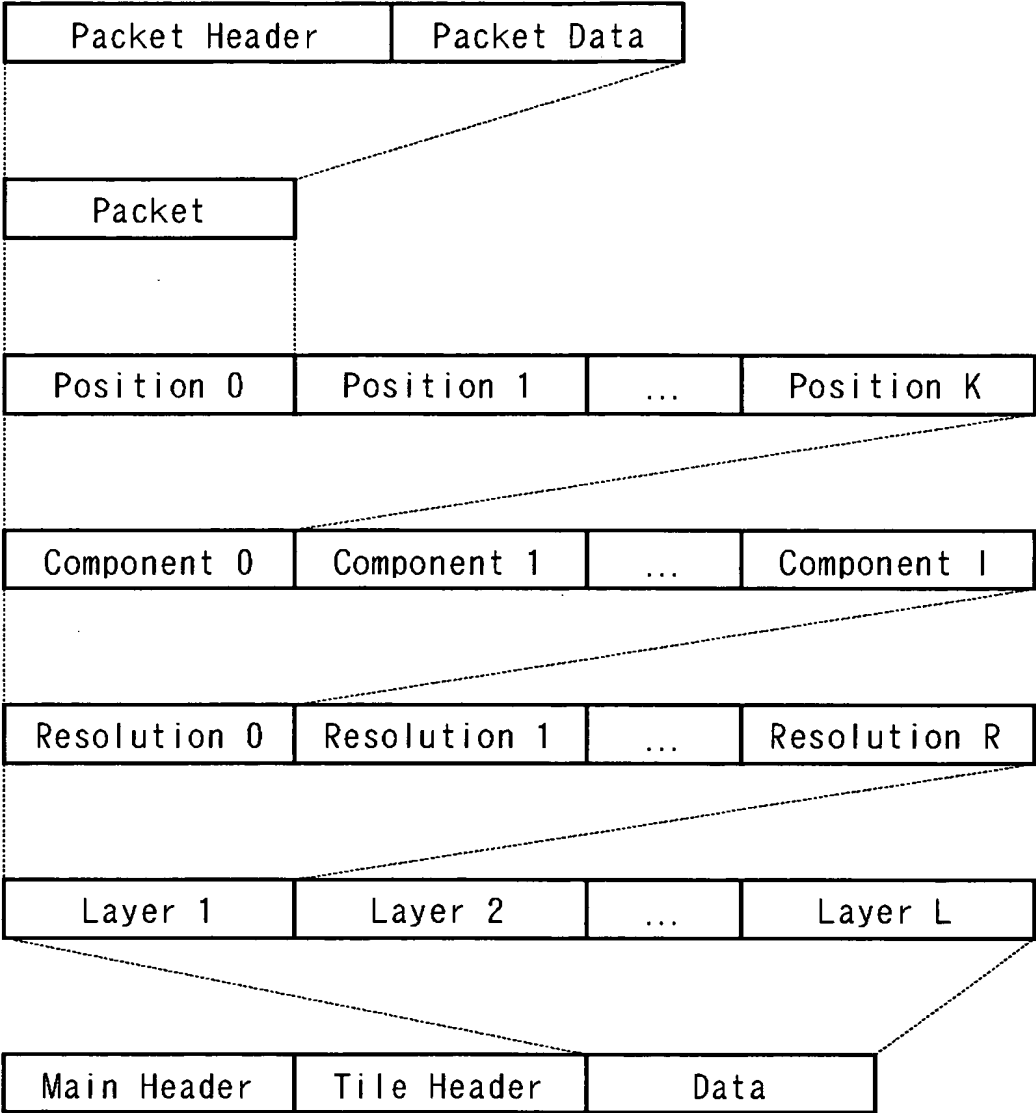 Packet Header Packet Data
Packet
Position 0 Position 1 ... Position K
Component 0 Component 1 ... Component I
Resolution 0 Resolution 1 ... Resolution R
Layer 1 Layer 2 ... Layer L
Main Header Tile Header Data